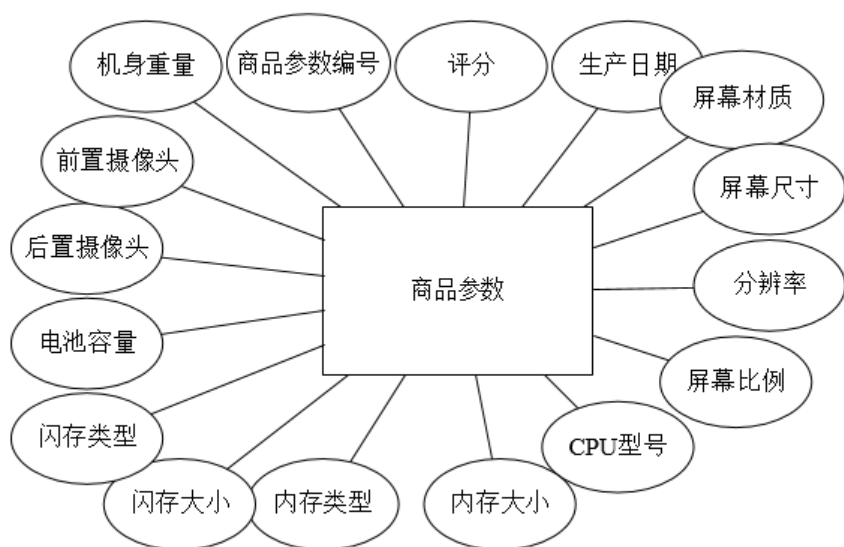 机身重量
商品参数编号
评分
生产日期
屏幕材质
前置摄像头
屏幕尺寸
后置摄像头
商品参数
分辨率
电池容量
屏幕比例
闪存类型
CPU型号
闪存大小
内存类型
内存大小